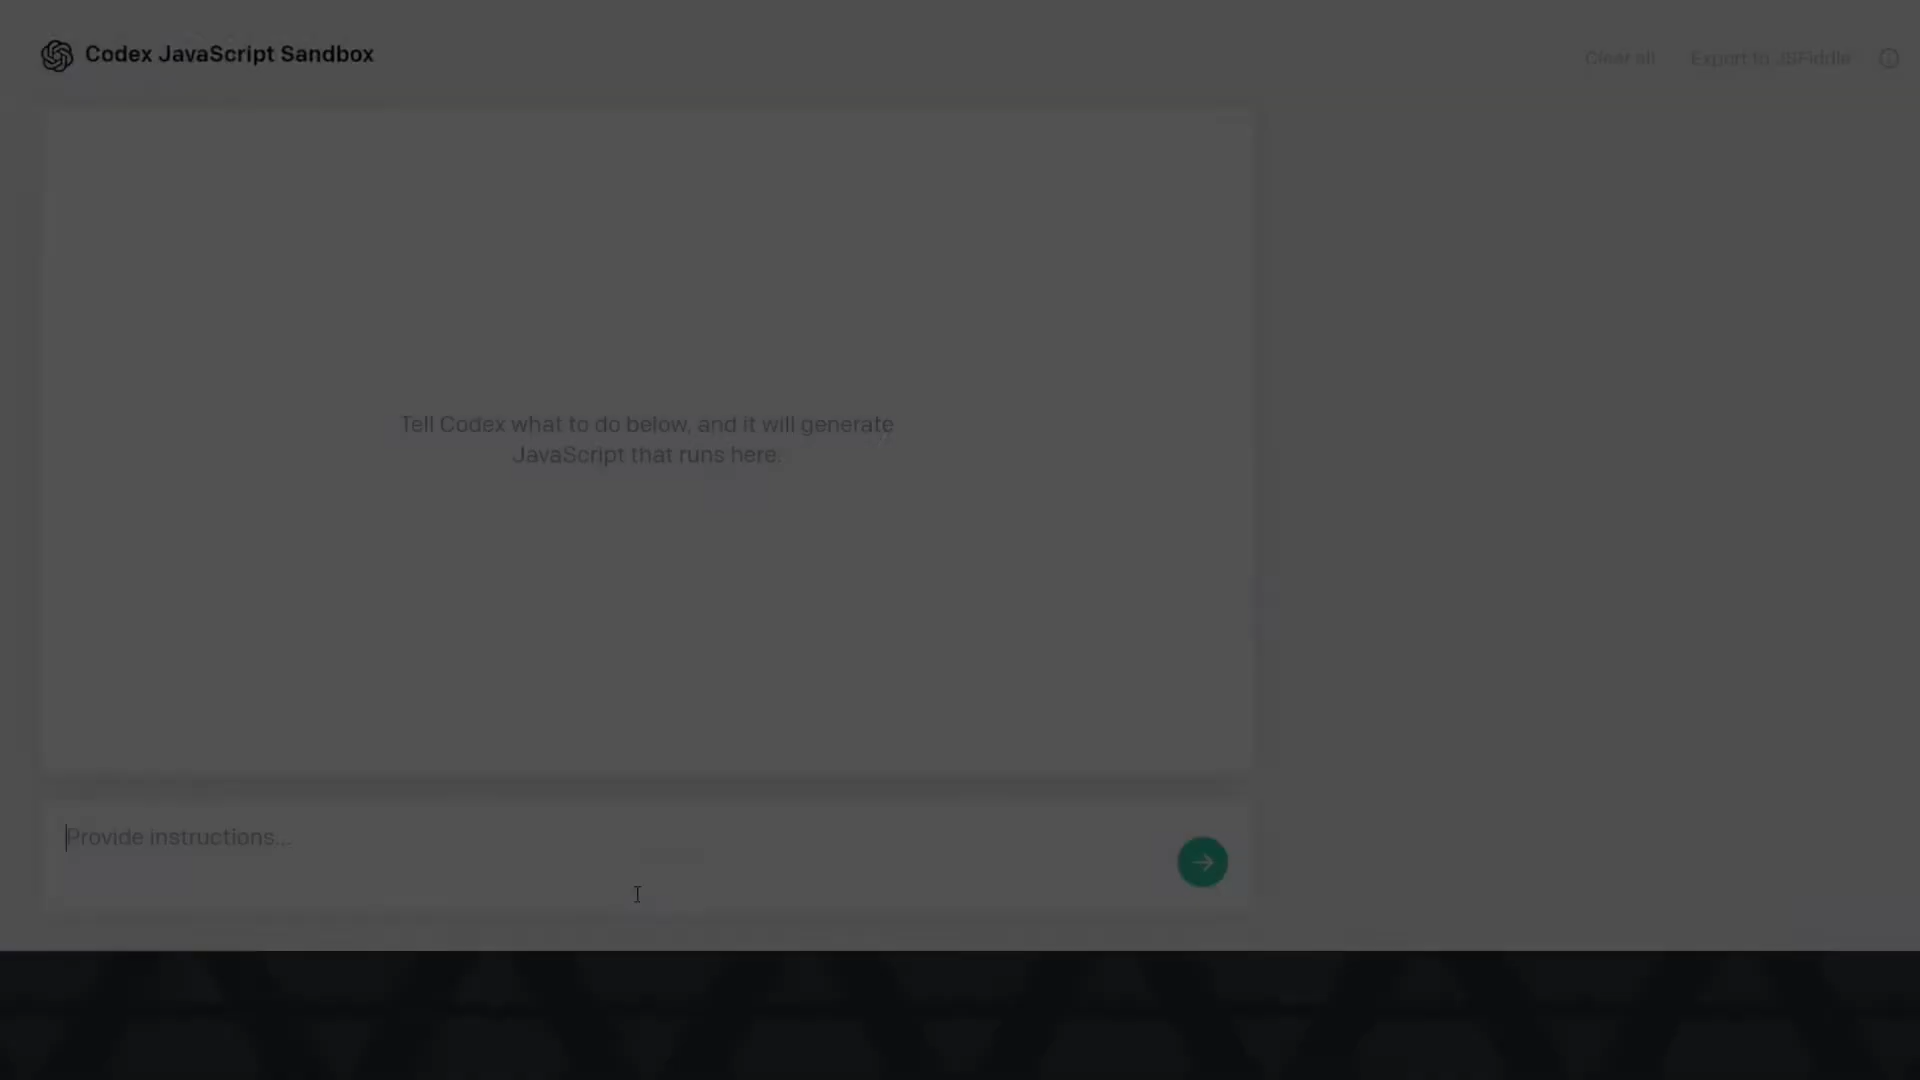 Codex JavaScript Sandbox
Clear all
Export to JSFiddle
Tell Codex what to do below, and it will generate
JavaScript that runs here.
Provide instructions...